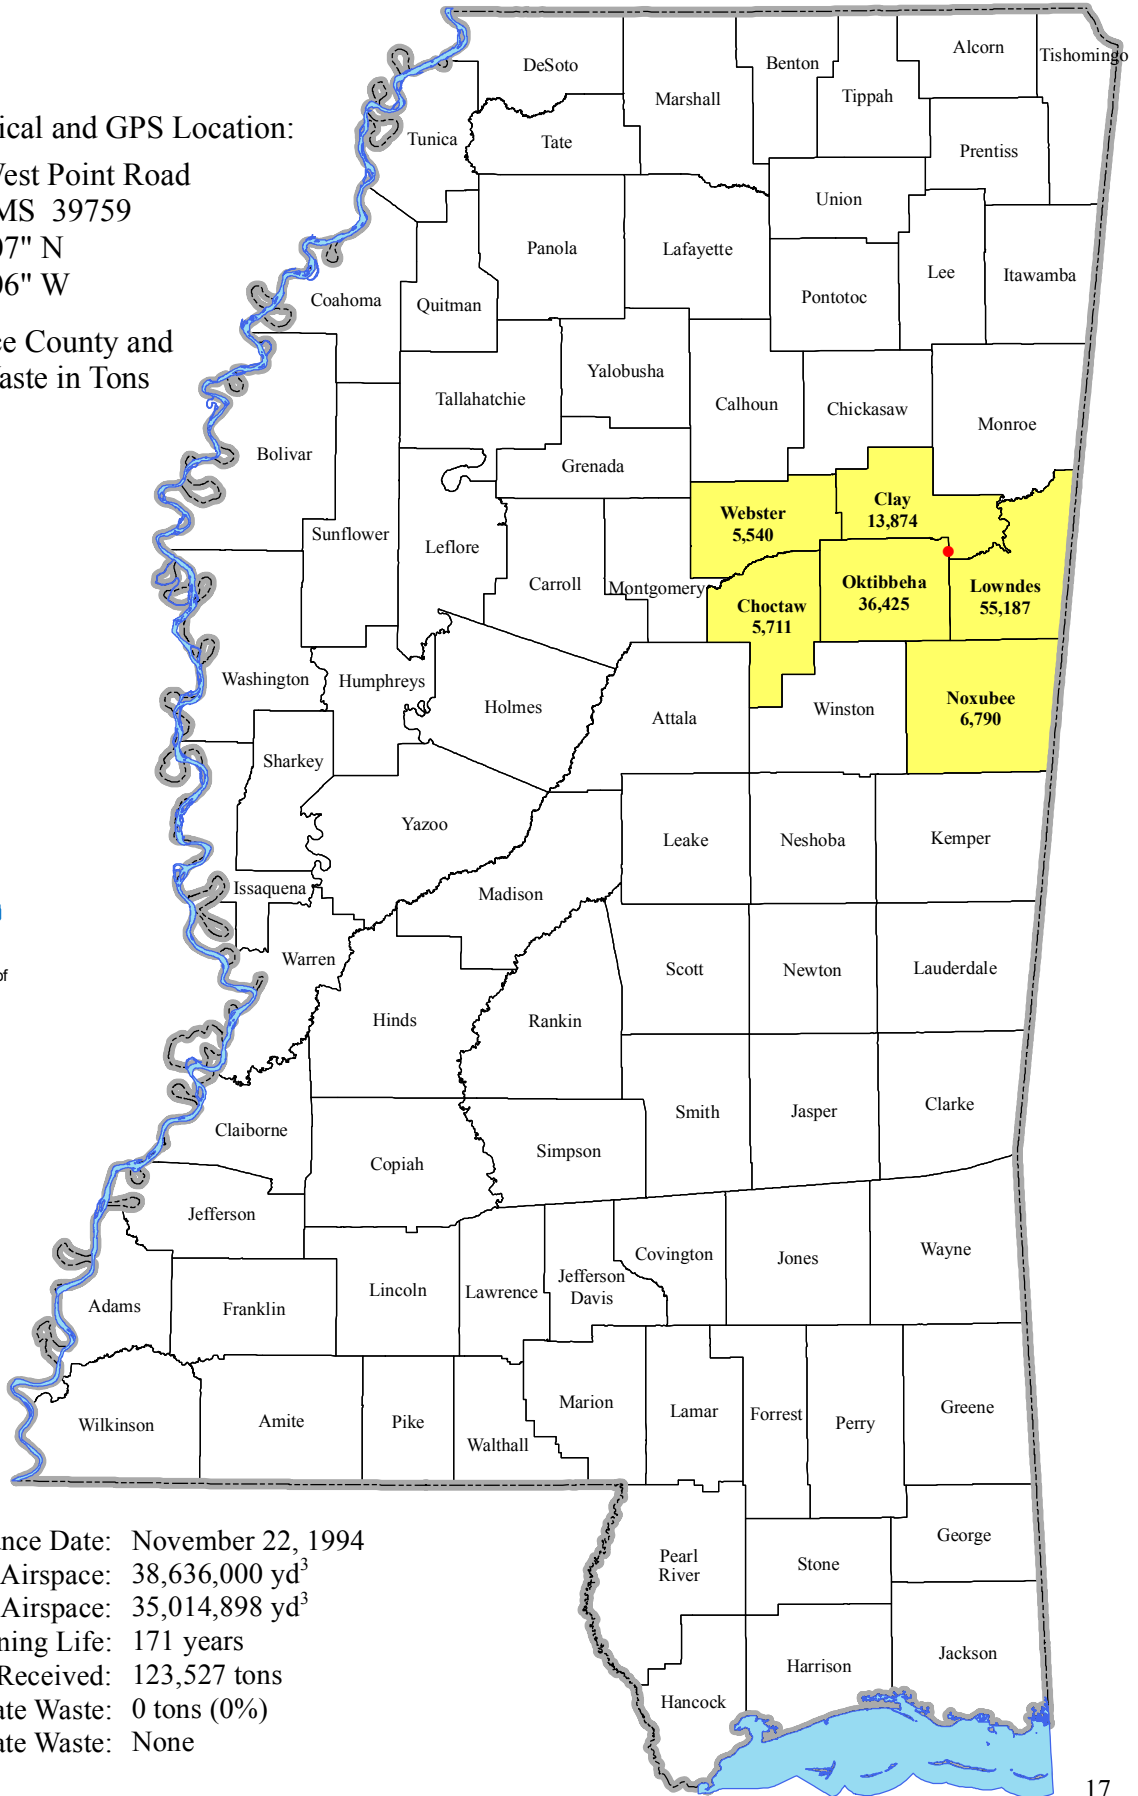 ical and GPS Location:
West Point Road
MS 39759
07" N
06" W
ce County and
Waste in Tons
DeSoto
Marshall
Benton
Tippah
Alcorn
Tishomingo
Tunica
Tate
Prentiss
Union
Panola
Lafayette
Lee
Itawamba
Coahoma
Quitman
Pontotoc
Yalobusha
Tallahatchie
Calhoun
Chickasaw
Monroe
Bolivar
Grenada
Sunflower
Leflore
Carroll
Montgomery
Webster
5,540
Clay
13,874
Choctaw
5,711
Oktibbeha
36,425
Lowndes
55,187
Noxubee
6,790
Washington
Humphreys
Holmes
Attala
Winston
Sharkey
Yazoo
Leake
Neshoba
Kemper
Issaquena
Madison
of
Warren
Scott
Newton
Lauderdale
Hinds
Rankin
Smith
Jasper
Clarke
Claiborne
Copiah
Simpson
Jefferson
Covington
Jones
Wayne
Adams
Franklin
Lincoln
Lawrence
Jefferson
Davis
Wilkinson
Amite
Pike
Walthall
Marion
Lamar
Forrest
Perry
Greene
Pearl
River
Stone
George
Hancock
Harrison
Jackson
ance Date: November 22, 1994
Airspace: 38,636,000 yd³
Airspace: 35,014,898 yd³
ning Life: 171 years
Received: 123,527 tons
ate Waste: 0 tons (0%)
ate Waste: None
17